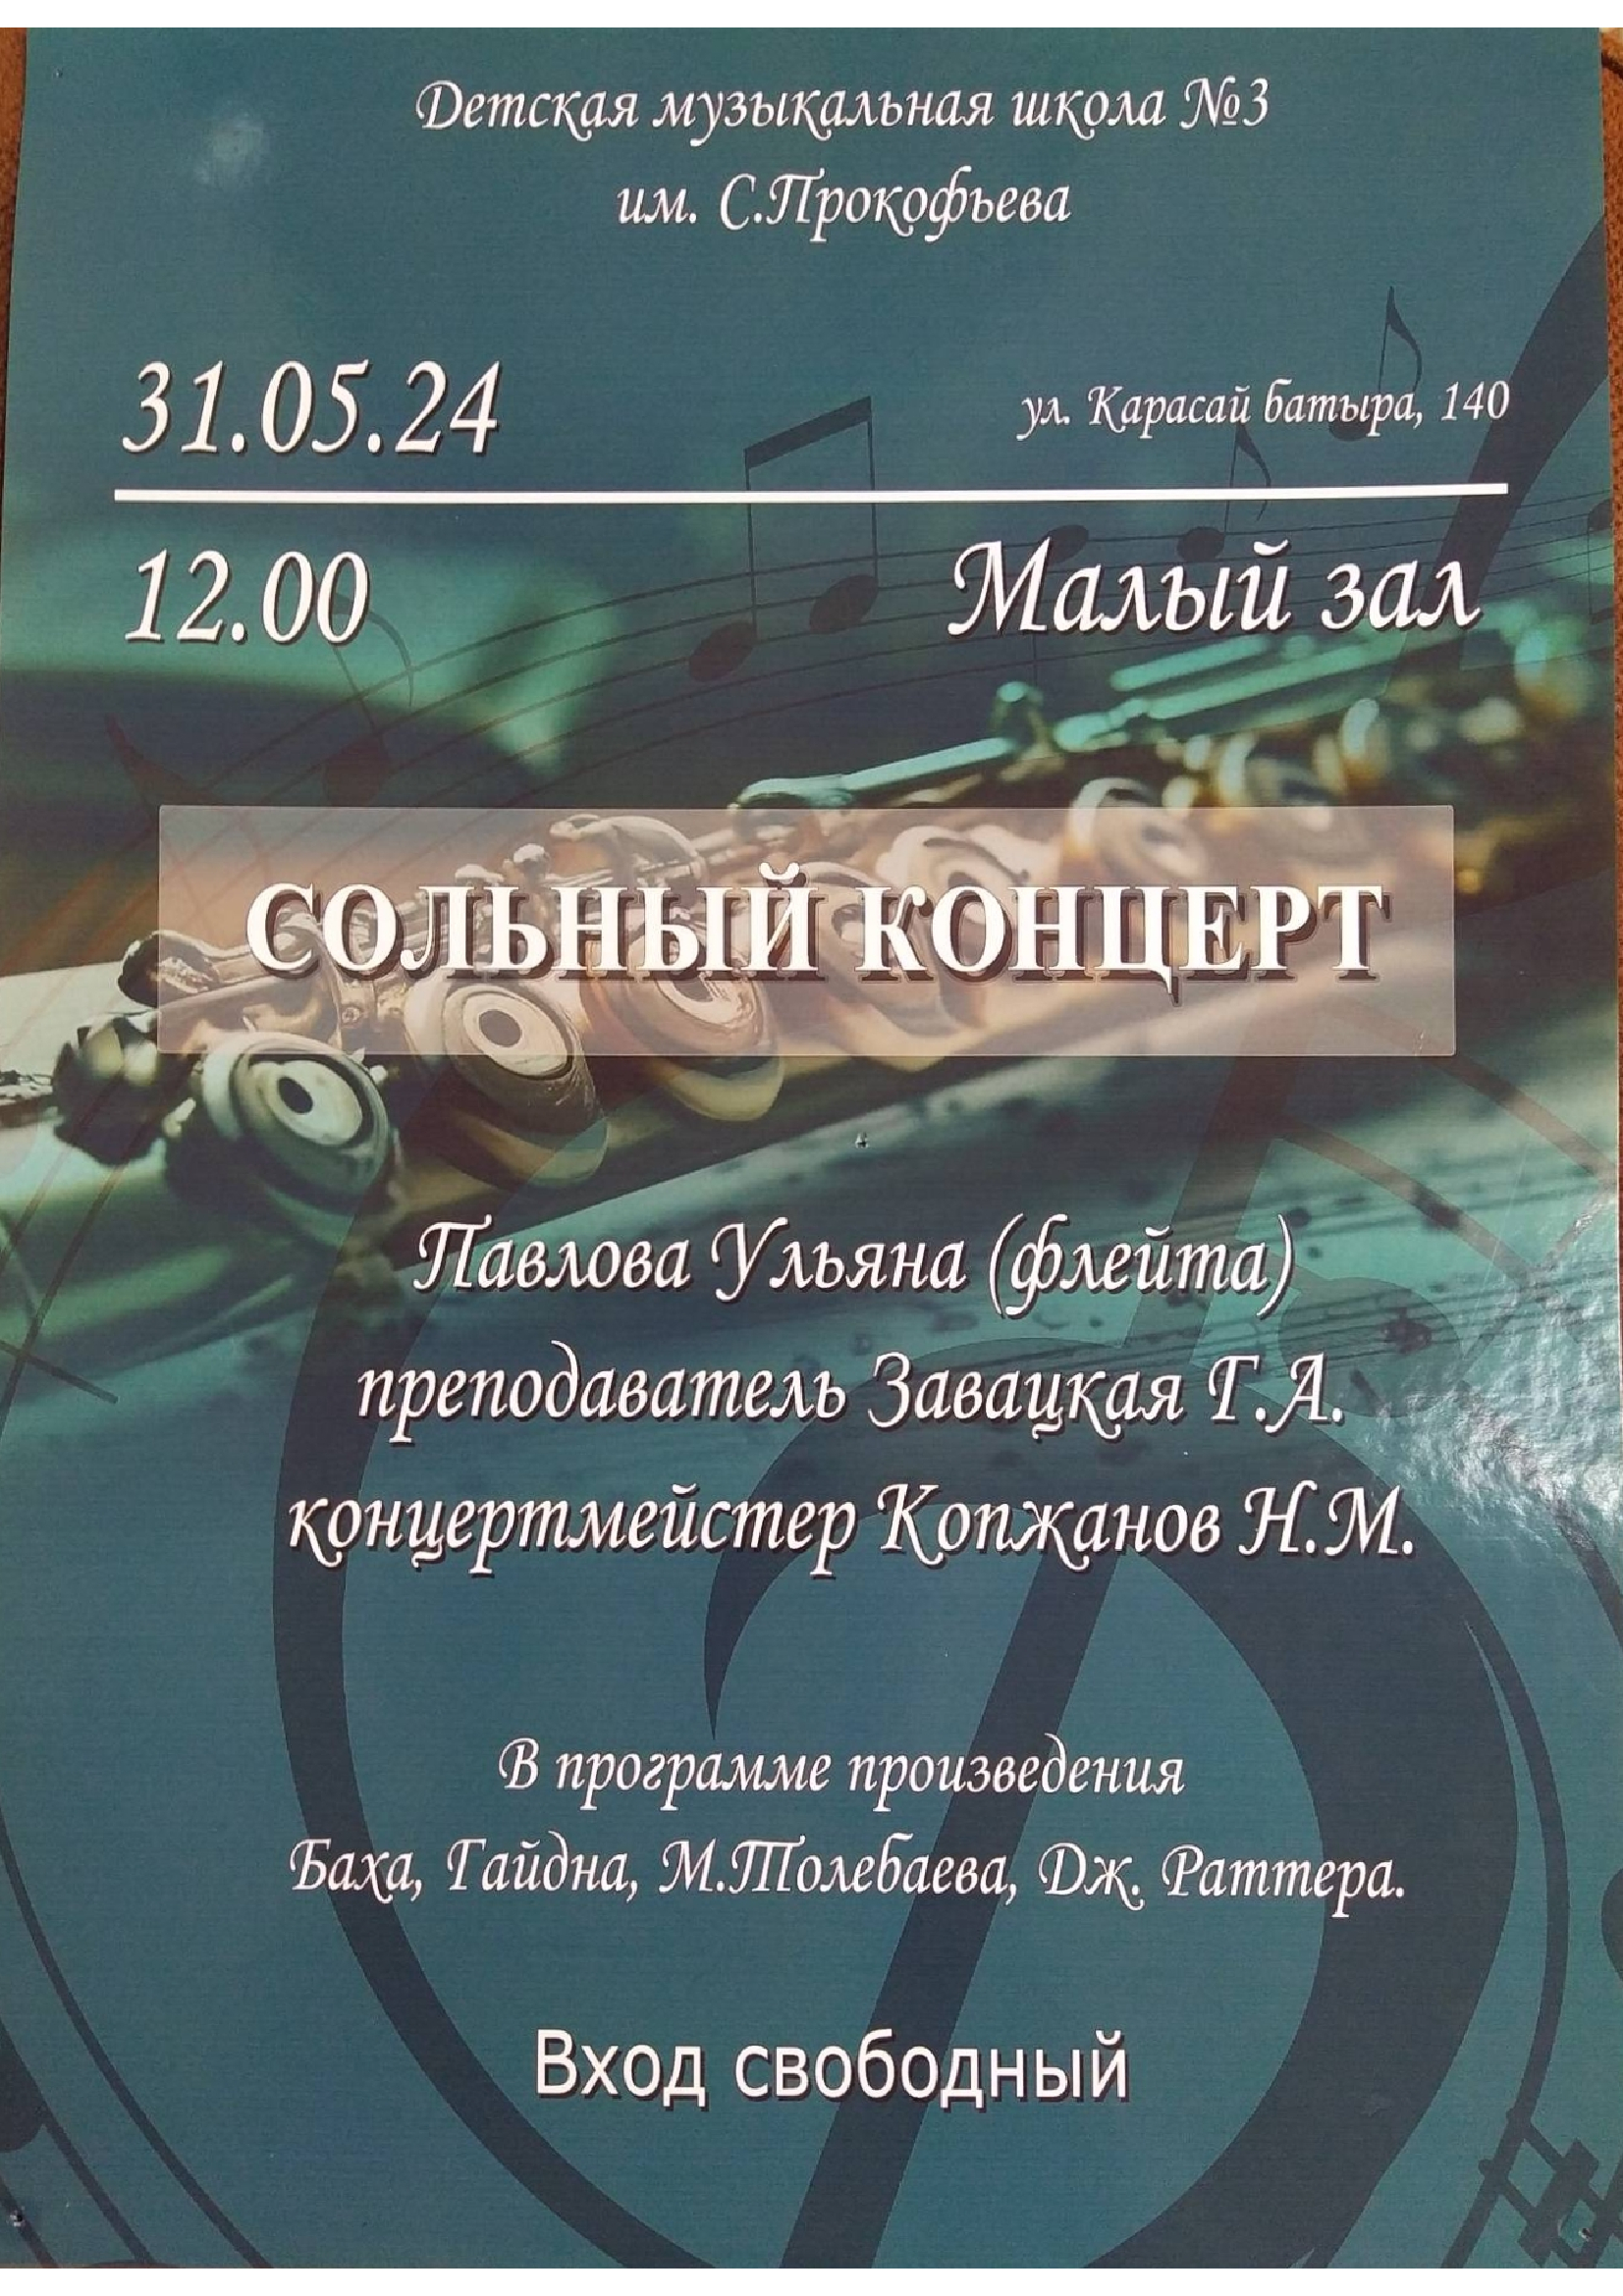 Детская музыкальная школа №3
им. С.Прокофьева
31.05.24
ул. Карасай батыра, 140
12.00
Малый зал
СОЛЬНЫЙ КОНЦЕРТ
Павлова Ульяна (флейта)
преподаватель Завацкая Г.А.
концертмейстер Копжанов Н.М.
В программе произведения
Баха, Гайдна, М.Толебаева, Дж. Раттера.
Вход свободный